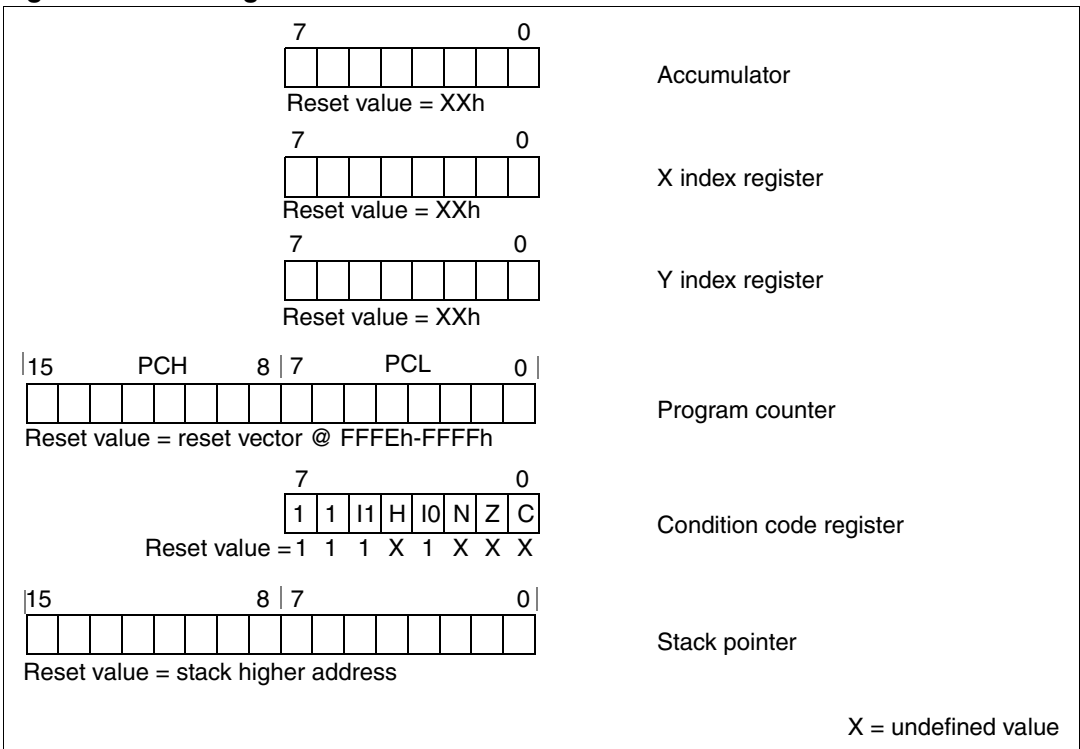 7 0
Accumulator
Reset value = XXh
7 0
X index register
Reset value = XXh
7 0
Y index register
Reset value = XXh
15 PCH 8 7 PCL 0
Program counter
Reset value = reset vector @ FFFEh-FFFFh
7 0
1 1 I1 H I0 N Z C
Condition code register
Reset value = 1 1 1 X 1 X X X
15 8 7 0
Stack pointer
Reset value = stack higher address
X = undefined value